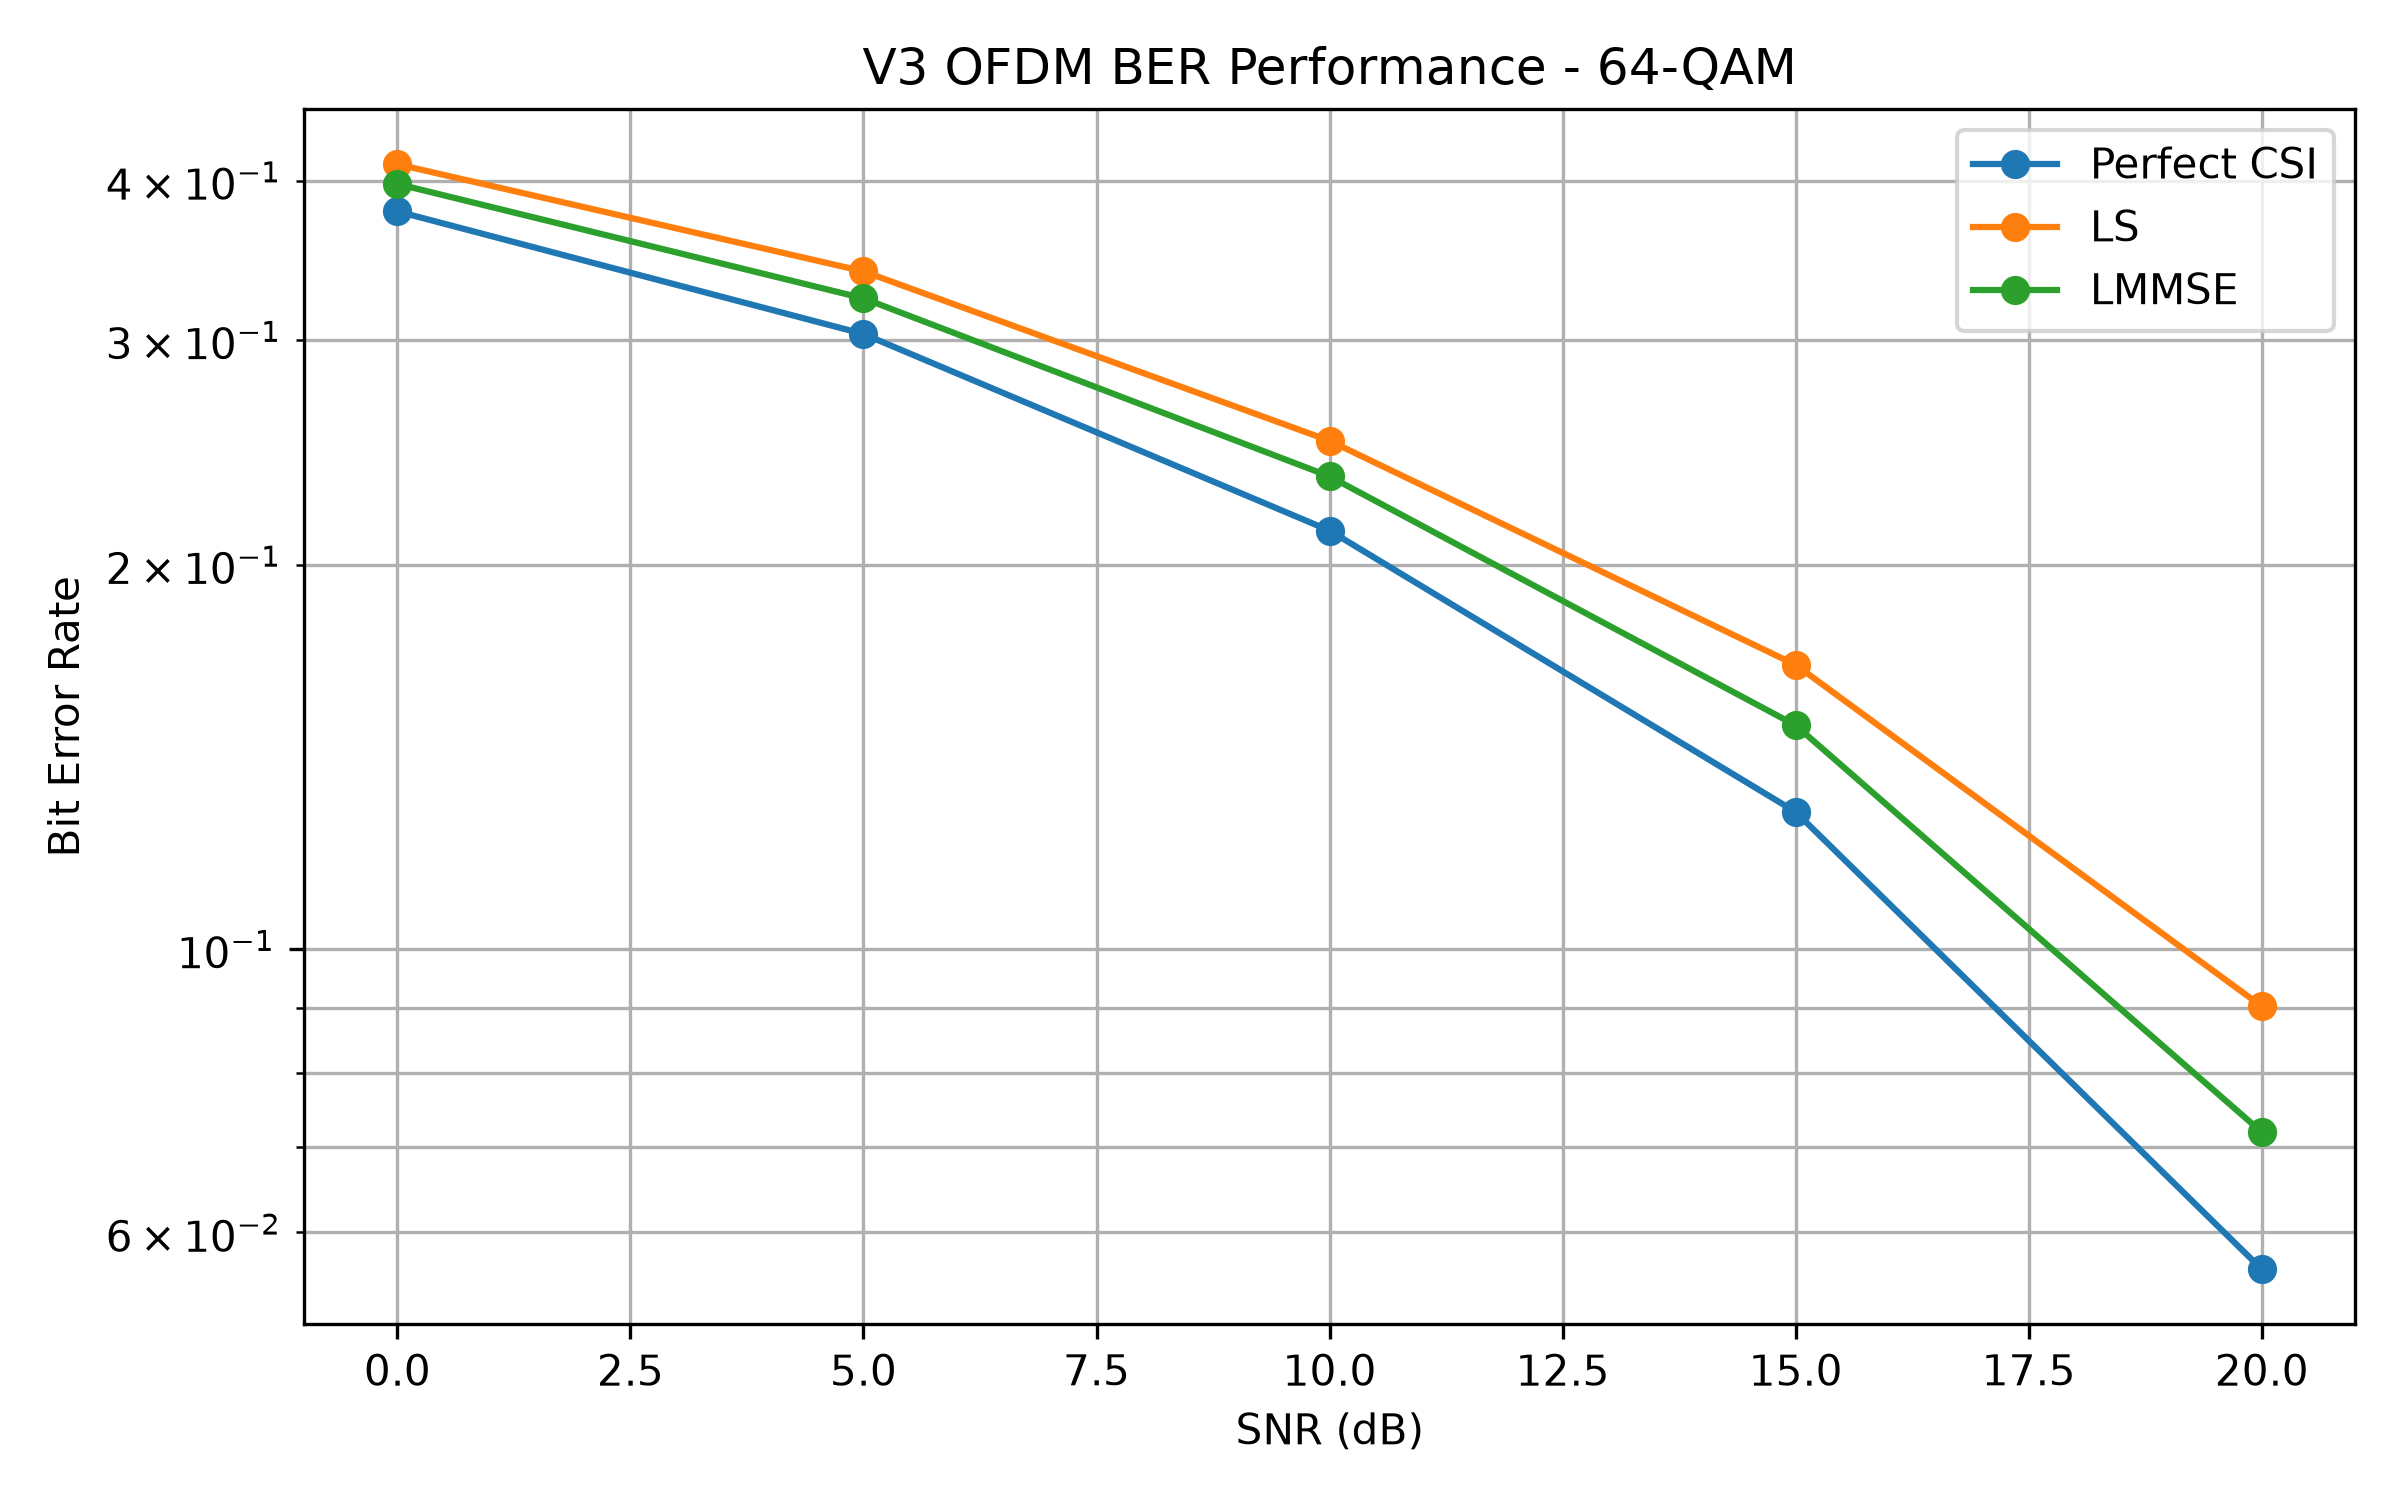 V3 OFDM BER Performance - 64-QAM
Perfect CSI
LS
LMMSE
Bit Error Rate
4 × 10⁻¹
3 × 10⁻¹
2 × 10⁻¹
10⁻¹
6 × 10⁻²
0.0 2.5 5.0 7.5 10.0 12.5 15.0 17.5 20.0
SNR (dB)